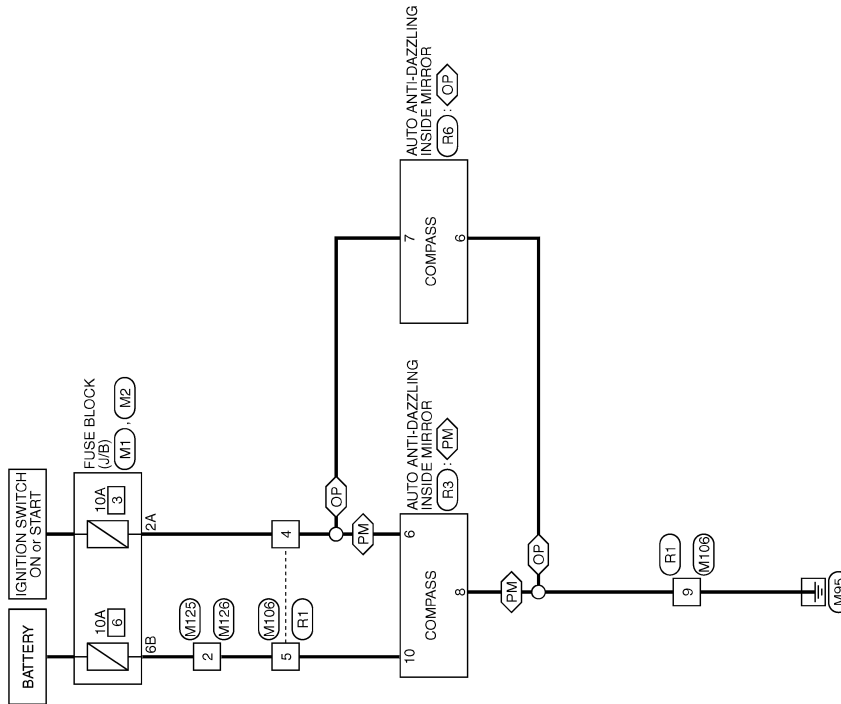 BATTERY
IGNITION SWITCH
ON or START
FUSE BLOCK
(J/B)
M1 , M2
10A
6
10A
3
6B
2A
2
M125
M126
5
M106
R1
4
OP
PM
AUTO ANTI-DAZZLING
INSIDE MIRROR
R3 : PM
AUTO ANTI-DAZZLING
INSIDE MIRROR
R6 : OP
10
6
COMPASS
8
7
COMPASS
6
PM
OP
9
R1
M106
M95